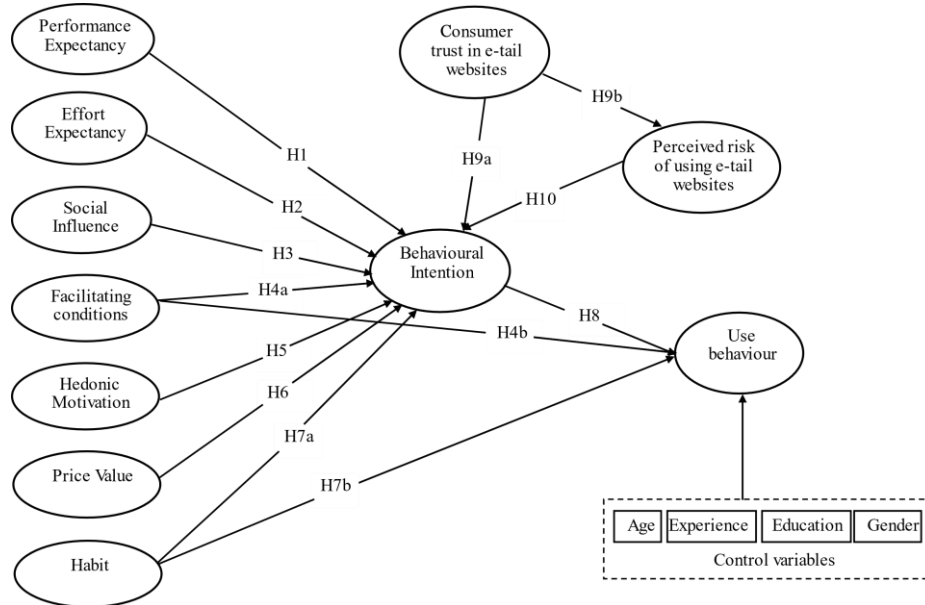 Performance
Expectancy
Consumer
trust in e-tail
websites
H9b
Effort
Expectancy
H1
H9a
Perceived risk
of using e-tail
websites
H10
Social
Influence
H2
H3
Behavioural
Intention
Facilitating
conditions
H4a
H4b
H8
Use
behaviour
Hedonic
Motivation
H5
H6
H7a
Price Value
H7b
Habit
Age
Experience
Education
Gender
Control variables